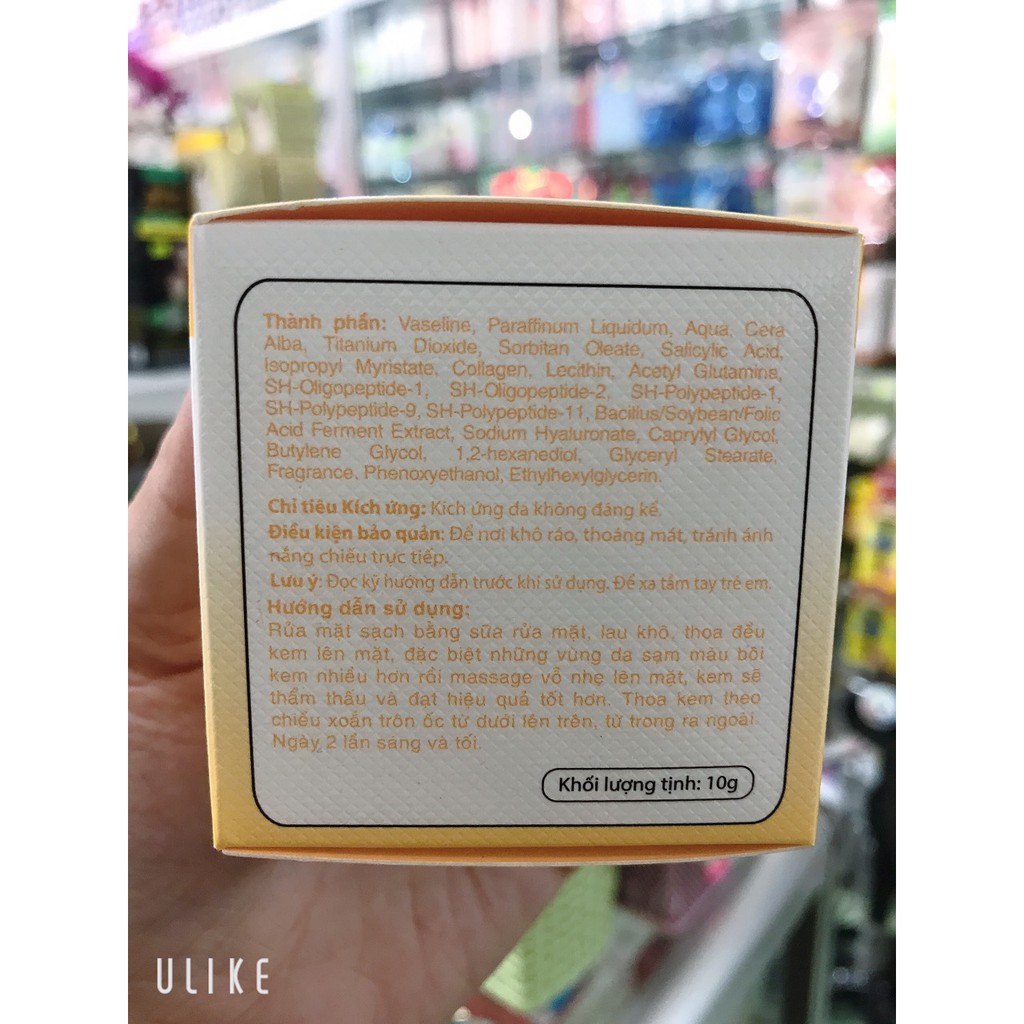 Thành phần: Vaseline, Paraffinum Liquidum, Aqua, Cera
Alba, Titanium Dioxide, Sorbitan Oleate, Salicylic Acid,
Isopropyl Myristate, Collagen, Lecithin, Acetyl Glutamine,
SH-Oligopeptide-1, SH-Oligopeptide-2, SH-Polypeptide-1,
SH-Polypeptide-9, SH-Polypeptide-11, Bacillus/Soybean/Folic
Acid Ferment Extract, Sodium Hyaluronate, Caprylyl Glycol,
Butylene Glycol, 1,2-hexanediol, Glyceryl Stearate,
Fragrance, Phenoxyethanol, Ethylhexylglycerin.
Chỉ tiêu Kích ứng: Kích ứng da không đáng kể.
Điều kiện bảo quản: Để nơi khô ráo, thoáng mát, tránh ánh
nắng chiếu trực tiếp.
Lưu ý: Đọc kỹ hướng dẫn trước khi sử dụng. Để xa tầm tay trẻ em.
Hướng dẫn sử dụng:
Rửa mặt sạch bằng sữa rửa mặt, lau khô, thoa đều
kem lên mặt, đặc biệt những vùng da sạm màu bôi
kem nhiều hơn rồi massage vỗ nhẹ lên mặt, kem sẽ
thẩm thấu và đạt hiệu quả tốt hơn. Thoa kem theo
chiều xoắn trôn ốc từ dưới lên trên, từ trong ra ngoài.
Ngày 2 lần sáng và tối.
Khối lượng tịnh: 10g
ULIKE